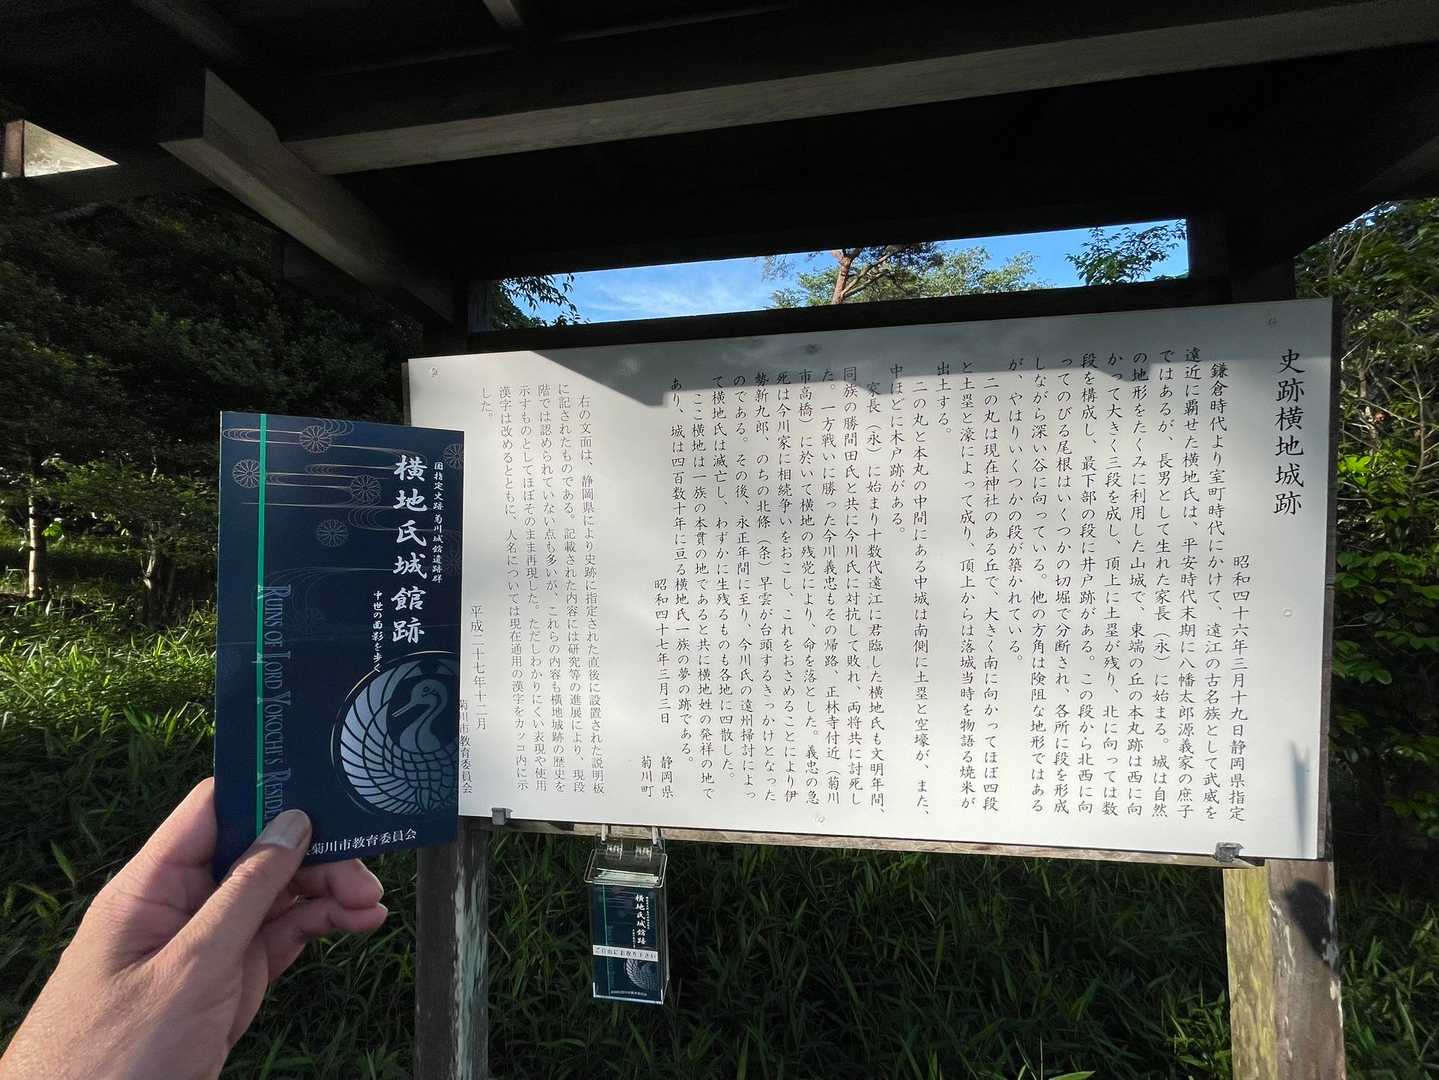 史跡横地城跡
昭和四十六年三月十九日静岡県指定
鎌倉時代より室町時代にかけて、遠江の古名族として武威を
遠近に覇せた横地氏は、平安時代末期に八幡太郎源義家の庶子
ではあるが、長男として生れた家長（永）に始まる。城は自然
の地形をたくみに利用した山城で、東端の丘の本丸跡は西に向
かって大きく三段を成し、頂上に土塁が残り、北に向っては数
段を構成し、最下部の段に井戸跡がある。この段から北西に向
ってのびる尾根はいくつかの切堀で分断され、各所に段を形成
しながら深い谷に向っている。他の方角は険阻な地形ではある
が、やはりいくつかの段が築かれている。
二の丸は現在神社のある丘で、大きく南に向かってほぼ四段
と土塁と濠によって成り、頂上からは落城当時を物語る焼米が
出土する。
二の丸と本丸の中間にある中城は南側に土塁と空壕が、また、
中ほどに木戸跡がある。
家長（永）に始まり十数代遠江に君臨した横地氏も文明年間、
同族の勝間田氏と共に今川氏に対抗して敗れ、両将共に討死し
た。一方戦いに勝った今川義忠もその帰路、正林寺付近（菊川
市高橋）に於いて横地の残党により、命を落とした。義忠の急
死は今川家に相続争いをおこし、これをおさめることにより伊
勢新九郎、のちの北條（条）早雲が台頭するきっかけとなった
のである。その後、永正年間に至り、今川氏の遠州掃討によっ
て横地氏は滅亡し、わずかに生残るものも各地に四散した。
ここ横地は一族の本貫の地であると共に横地姓の発祥の地で
あり、城は四百数十年に亘る横地氏一族の夢の跡である。
昭和四十七年三月三日
静岡県
菊川町
右の文面は、静岡県により史跡に指定された直後に設置された説明板
に記されたものである。記載された内容には研究等の進展により、現段
階では認められていない点も多いが、これらの内容も横地城跡の歴史を
示すものとしてほぼそのまま再現した。ただしわかりにくい表現や使用
漢字は改めるとともに、人名については現在通用の漢字をカッコ内に示
した。
平成二十七年十二月
菊川市教育委員会
国指定史跡 菊川城館遺跡群
横地氏城館跡
中世の面影を歩く
RUINS OF LORD YOKOCHI'S RESID
菊川市教育委員会
横地氏城館跡
ご自由にお取り下さい